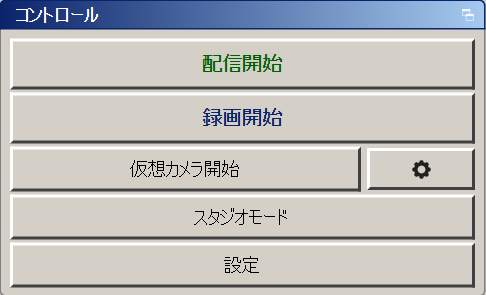 コントロール
配信開始
録画開始
仮想カメラ開始
スタジオモード
設定